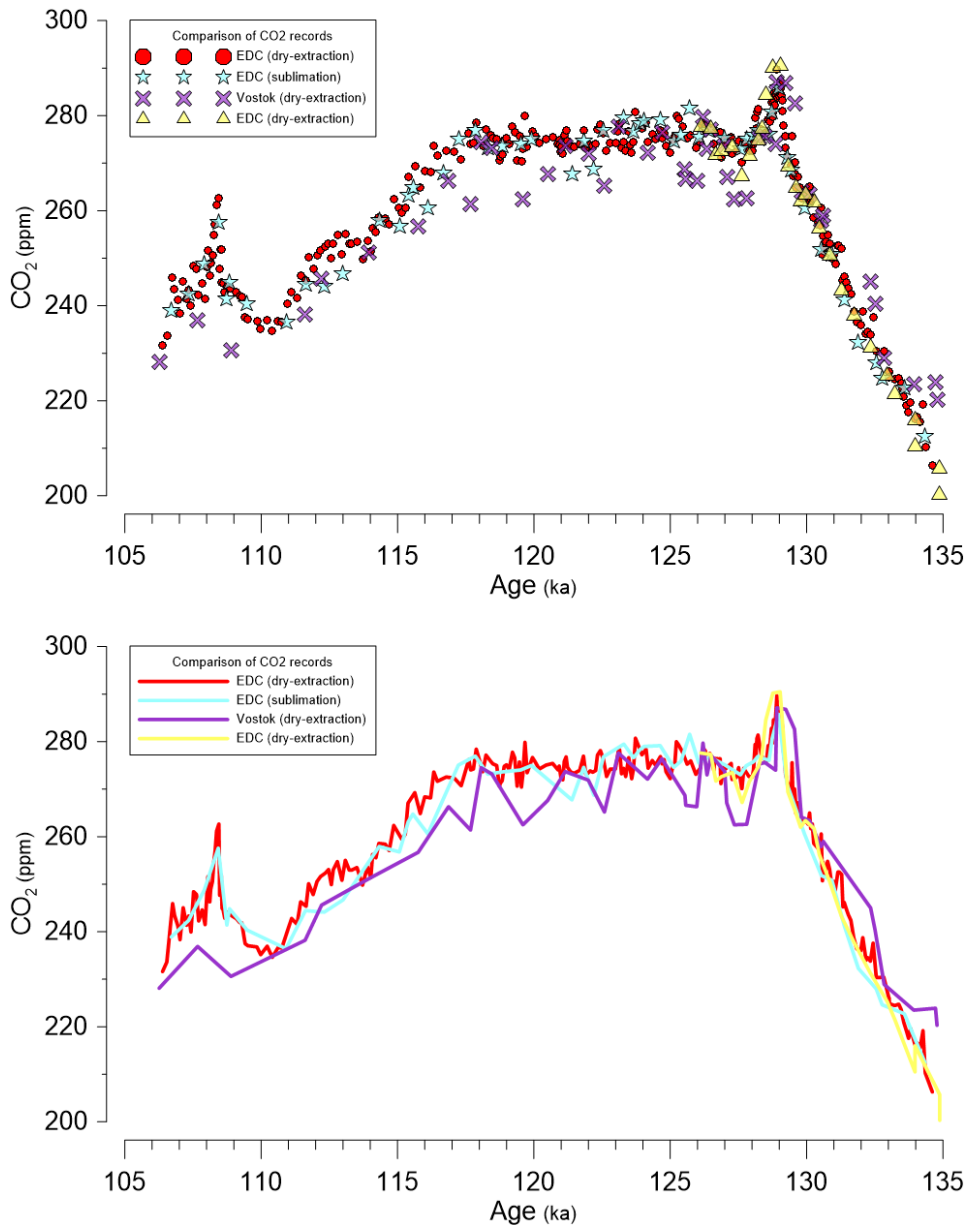 300
280
260
240
220
200
CO2 (ppm)
Comparison of CO2 records
EDC (dry-extraction)
EDC (sublimation)
Vostok (dry-extraction)
EDC (dry-extraction)
105 110 115 120 125 130 135
Age (ka)
300
280
260
240
220
200
CO2 (ppm)
Comparison of CO2 records
EDC (dry-extraction)
EDC (sublimation)
Vostok (dry-extraction)
EDC (dry-extraction)
105 110 115 120 125 130 135
Age (ka)